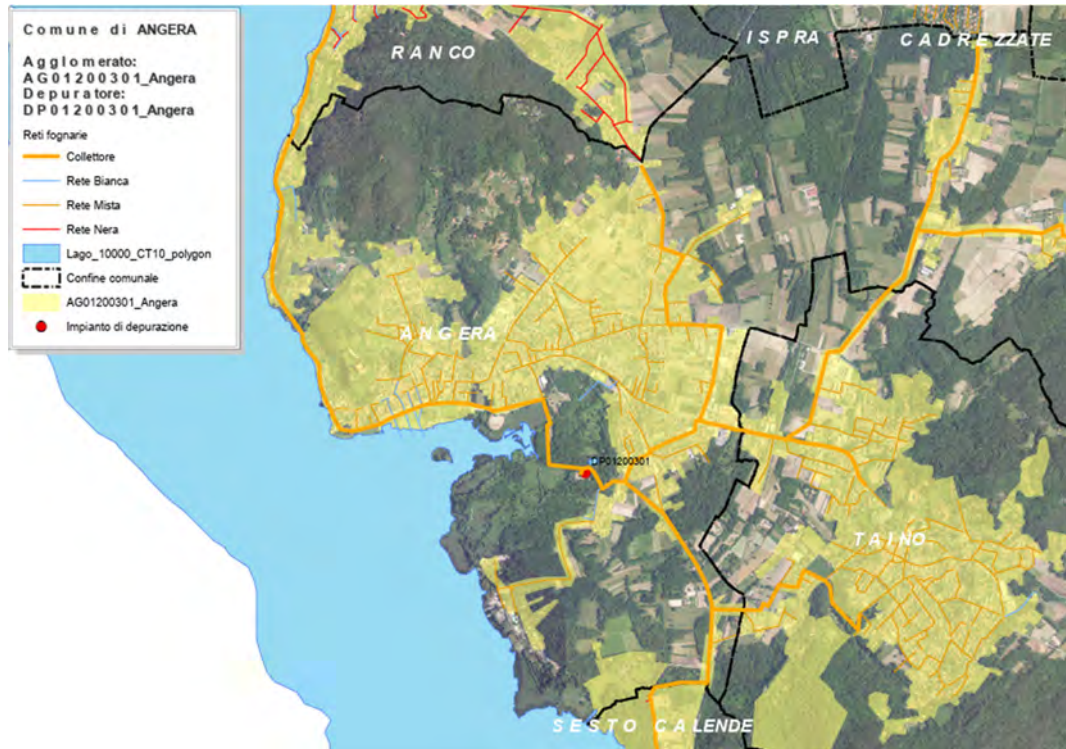 Comune di ANGERA
Agglomerato:
AG01200301_Angera
Depuratore:
DP01200301_Angera
Reti fognarie
Collettore
Rete Bianca
Rete Mista
Rete Nera
Lago_10000_CT10_polygon
Confine comunale
AG01200301_Angera
Impianto di depurazione
RANCO
ISPRA
CADREZZATE
ANGERA
DP01200301
TAINO
SESTO CALENDE